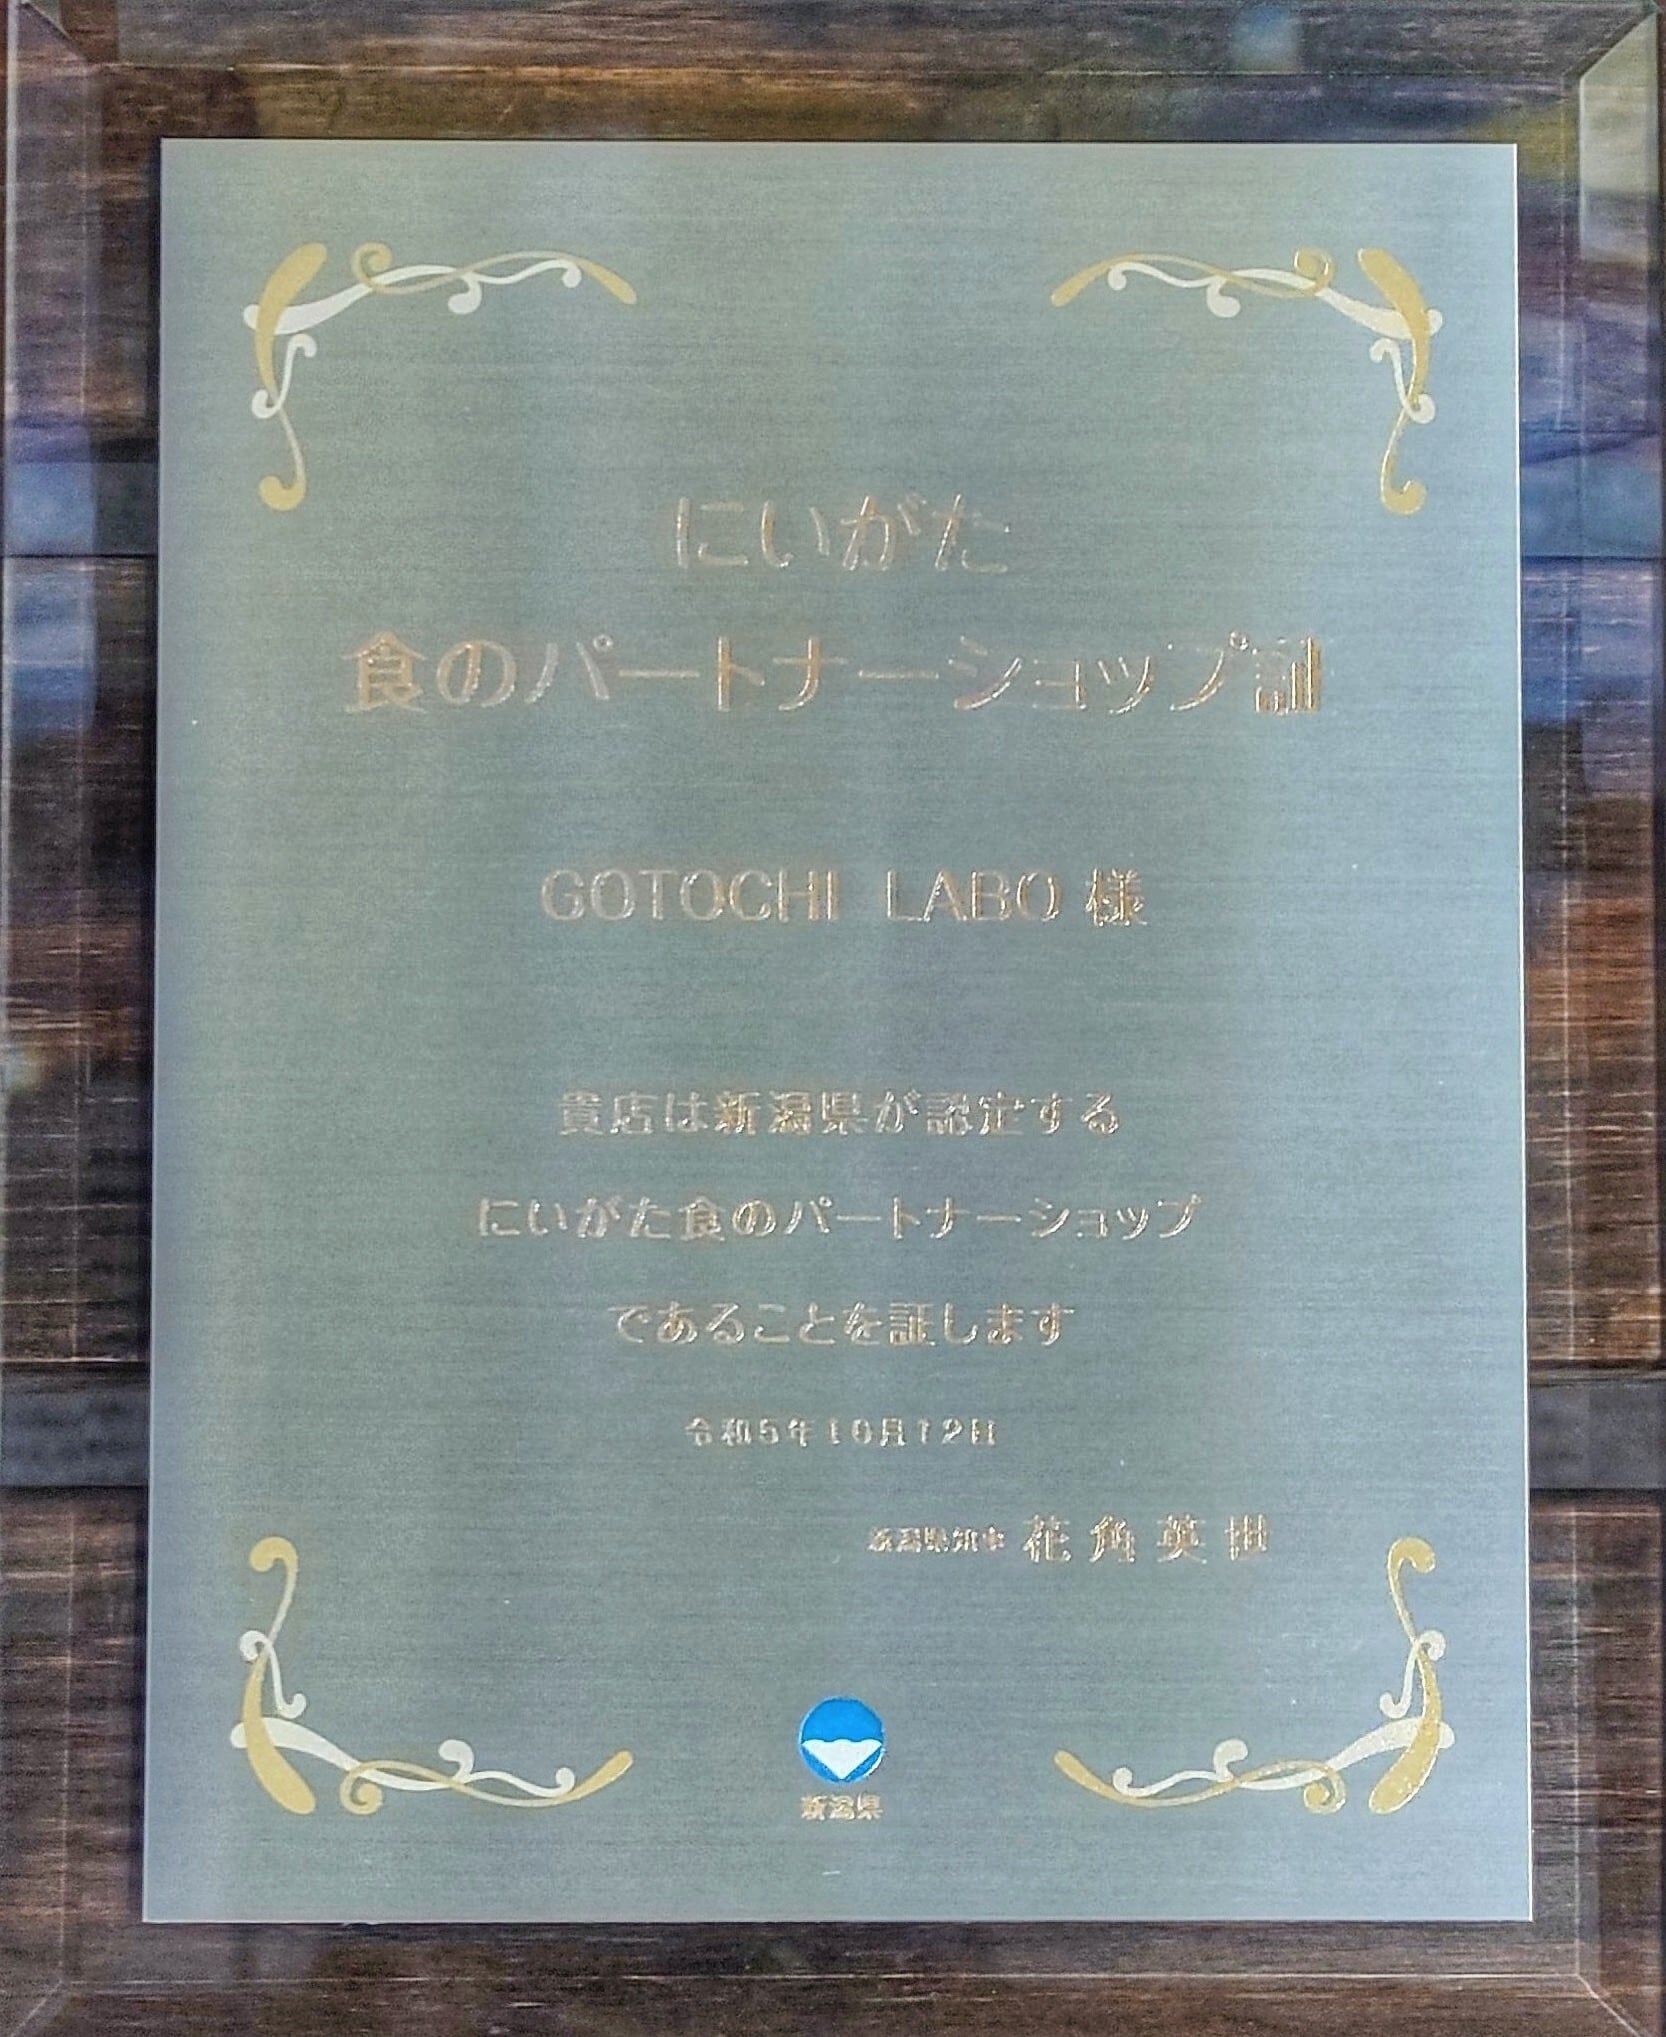 にいがた
食のパートナーショップ証
GOTOCHI LABO 様
貴店は新潟県が認定する
にいがた食のパートナーショップ
であることを証します
令和5年10月12日
新潟県知事 花角英世
新潟県